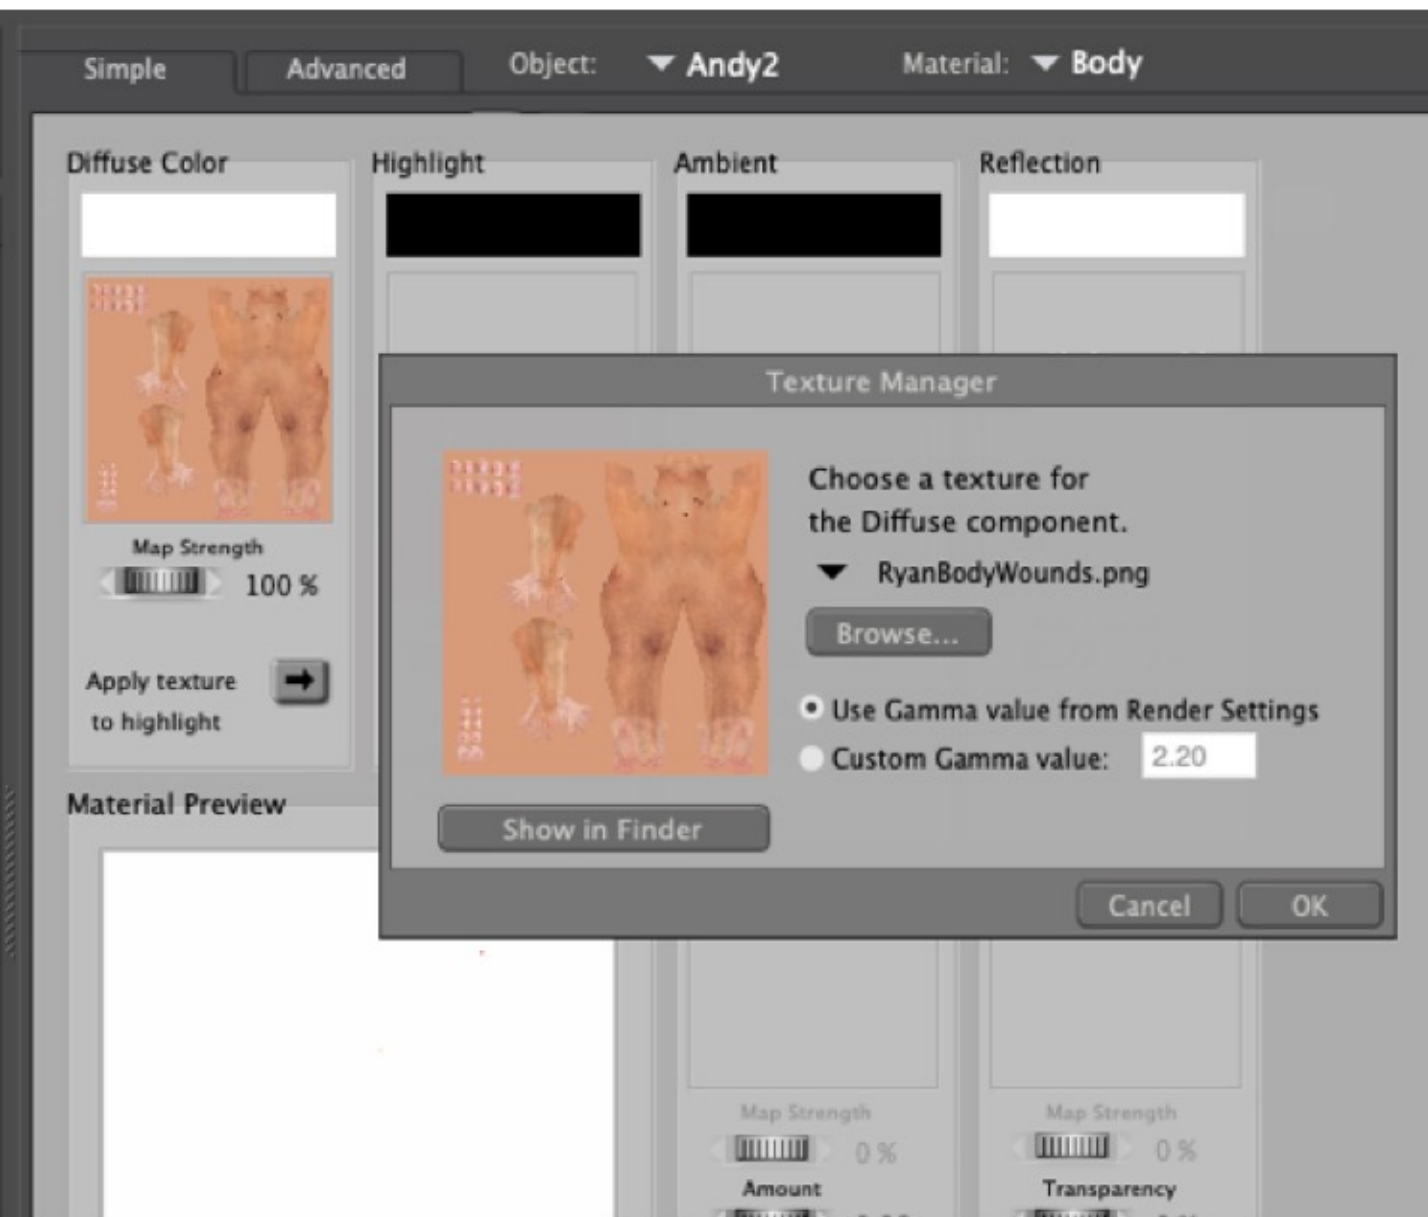 Simple
Advanced
Object:
Andy2
Material:
Body
Diffuse Color
Highlight
Ambient
Reflection
Texture Manager
Choose a texture for
the Diffuse component.
RyanBodyWounds.png
Browse...
Use Gamma value from Render Settings
Custom Gamma value:
2.20
Show in Finder
Cancel
OK
Map Strength
100 %
Apply texture
to highlight
Material Preview
Map Strength
0 %
Amount
Map Strength
0 %
Transparency